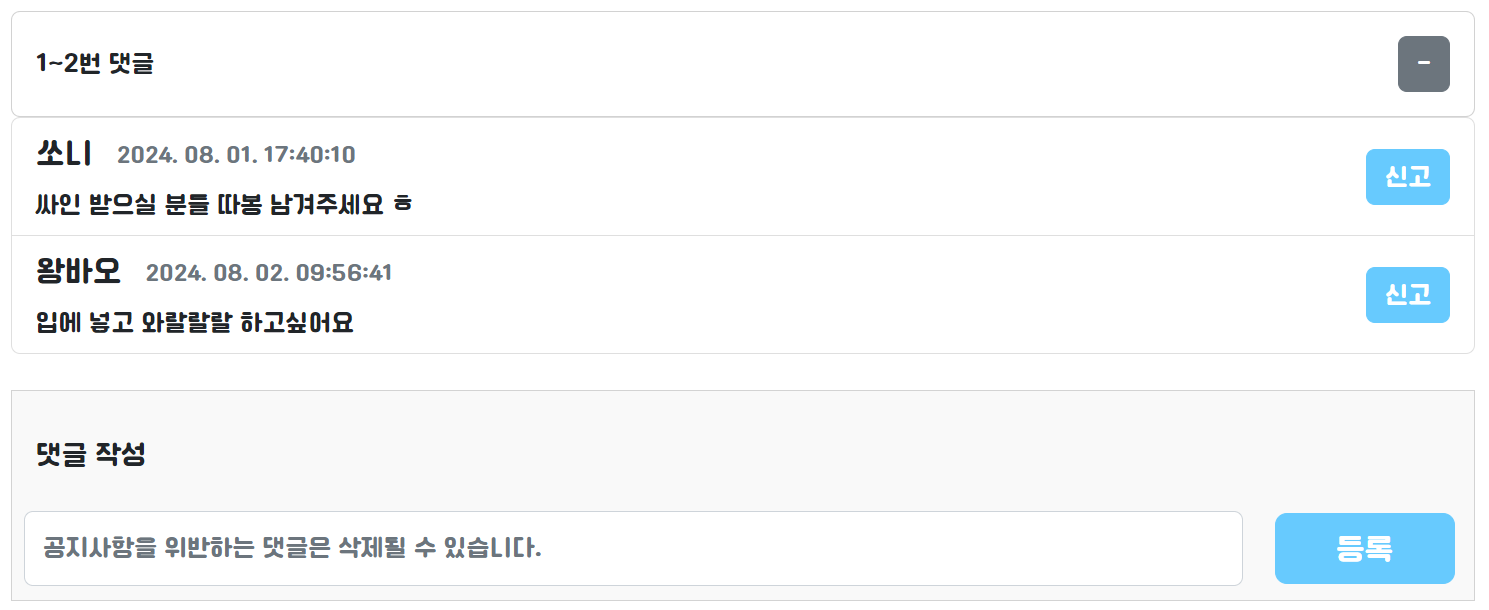 1~2번 댓글
-
쏘니 2024. 08. 01. 17:40:10
신고
싸인 받으실 분들 따봉 남겨주세요 ㅎ
왕바오 2024. 08. 02. 09:56:41
신고
입에 넣고 와랄랄랄 하고싶어요
댓글 작성
공지사항을 위반하는 댓글은 삭제될 수 있습니다.
등록